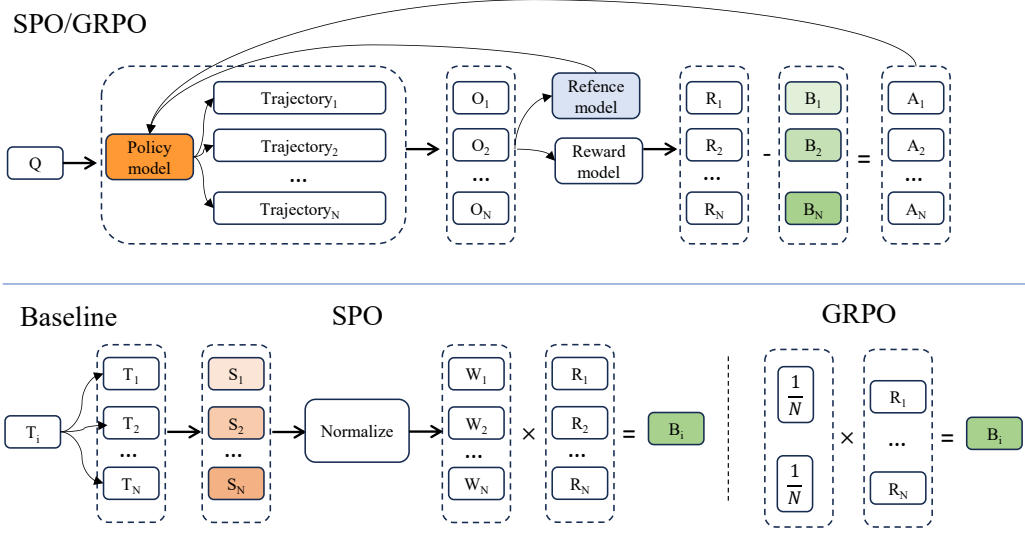 SPO/GRPO
Q
Policy
model
Trajectory1
Trajectory2
...
TrajectoryN
O1
O2
...
ON
Refence
model
Reward
model
R1
R2
...
RN
-
B1
B2
...
BN
=
A1
A2
...
AN
Baseline
SPO
GRPO
Ti
T1
T2
...
TN
S1
S2
...
SN
Normalize
W1
W2
...
WN
×
R1
R2
...
RN
=
Bi
1/N
1/N
×
R1
...
RN
=
Bi